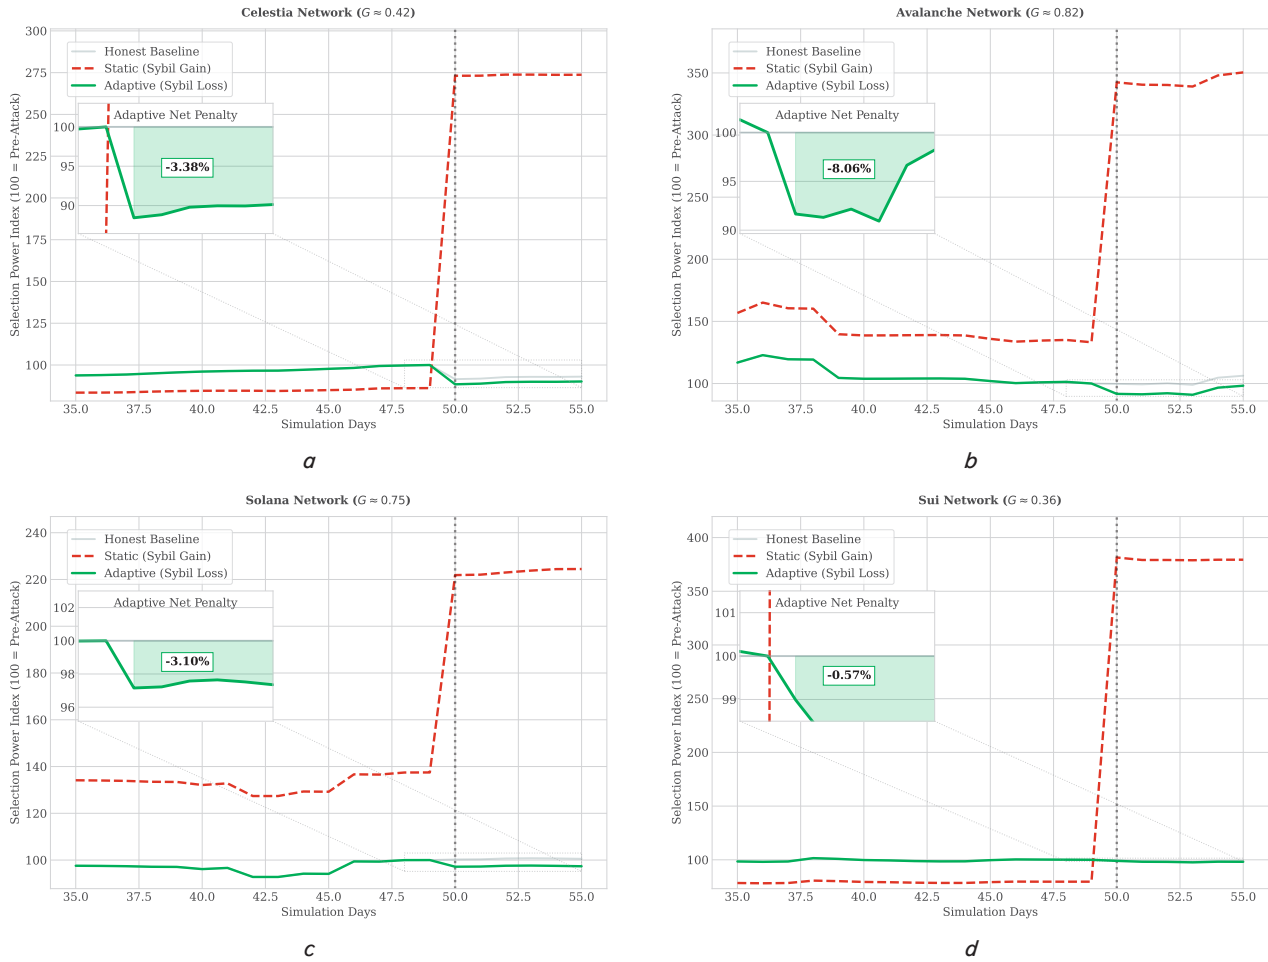 Celestia Network (G ≈ 0.42)
Selection Power Index (100 = Pre-Attack)
300
275
250
225
200
175
150
125
100
Honest Baseline
Static (Sybil Gain)
Adaptive (Sybil Loss)
Adaptive Net Penalty
100
95
90
-3.38%
35.0 37.5 40.0 42.5 45.0 47.5 50.0 52.5 55.0
Simulation Days
a
Avalanche Network (G ≈ 0.82)
Selection Power Index (100 = Pre-Attack)
350
300
250
200
150
100
Honest Baseline
Static (Sybil Gain)
Adaptive (Sybil Loss)
Adaptive Net Penalty
100
95
90
-8.06%
35.0 37.5 40.0 42.5 45.0 47.5 50.0 52.5 55.0
Simulation Days
b
Solana Network (G ≈ 0.75)
Selection Power Index (100 = Pre-Attack)
240
220
200
180
160
140
120
100
Honest Baseline
Static (Sybil Gain)
Adaptive (Sybil Loss)
Adaptive Net Penalty
102
100
98
96
-3.10%
35.0 37.5 40.0 42.5 45.0 47.5 50.0 52.5 55.0
Simulation Days
c
Sui Network (G ≈ 0.36)
Selection Power Index (100 = Pre-Attack)
400
350
300
250
200
150
100
Honest Baseline
Static (Sybil Gain)
Adaptive (Sybil Loss)
Adaptive Net Penalty
101
100
99
-0.57%
35.0 37.5 40.0 42.5 45.0 47.5 50.0 52.5 55.0
Simulation Days
d